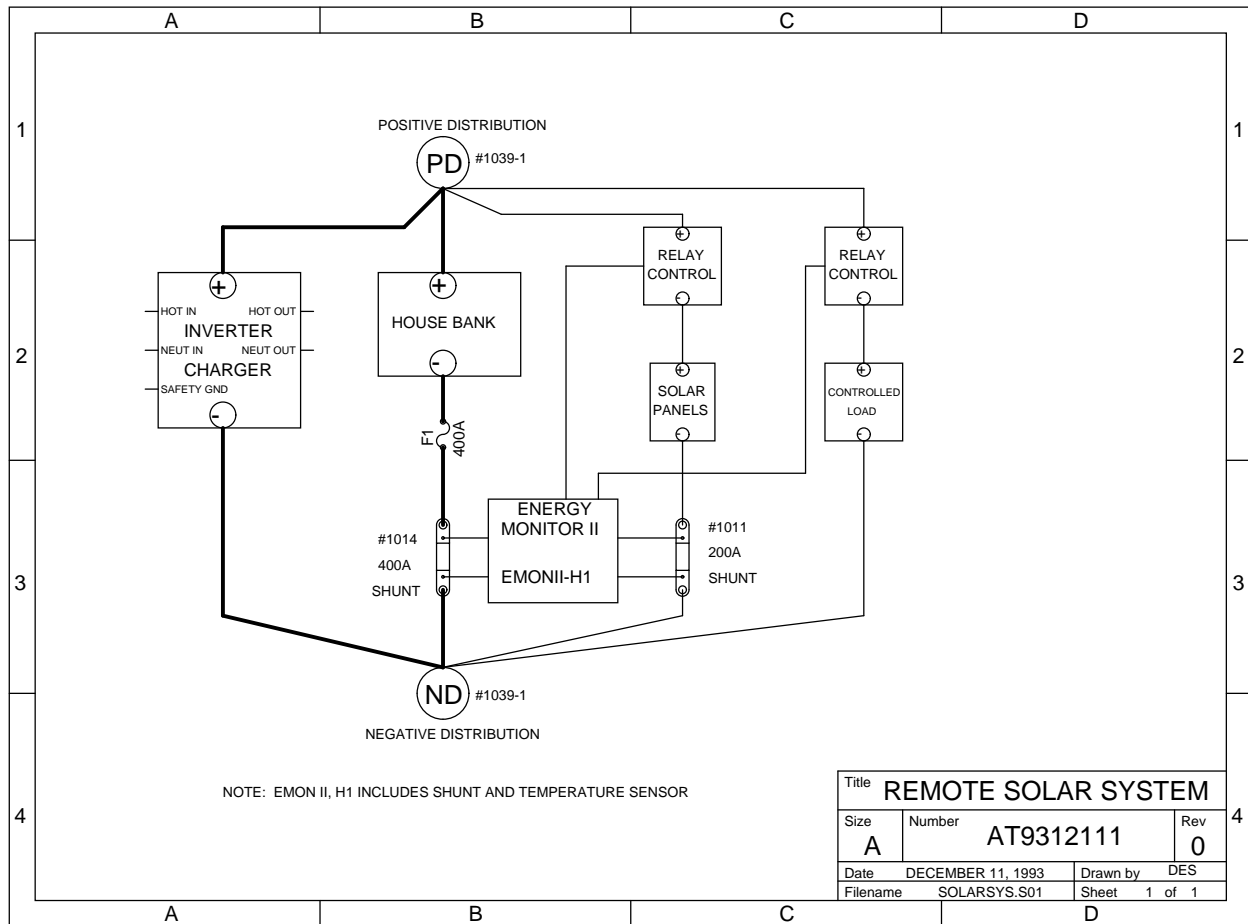 A B C D
1 1
POSITIVE DISTRIBUTION
PD #1039-1
+ + + +
RELAY CONTROL
RELAY CONTROL
- -
HOT IN HOT OUT
INVERTER
NEUT IN NEUT OUT
CHARGER
SAFETY GND
-
HOUSE BANK
-
2 2
+ +
SOLAR
PANELS
- -
CONTROLLED
LOAD
F1
400A
ENERGY
MONITOR II
EMONII-H1
#1014
400A
SHUNT
#1011
200A
SHUNT
3 3
ND #1039-1
NEGATIVE DISTRIBUTION
NOTE: EMON II, H1 INCLUDES SHUNT AND TEMPERATURE SENSOR
4 4
Title REMOTE SOLAR SYSTEM
Size Number Rev
A AT9312111 0
Date DECEMBER 11, 1993 Drawn by DES
Filename SOLARSYS.S01 Sheet 1 of 1
A B C D